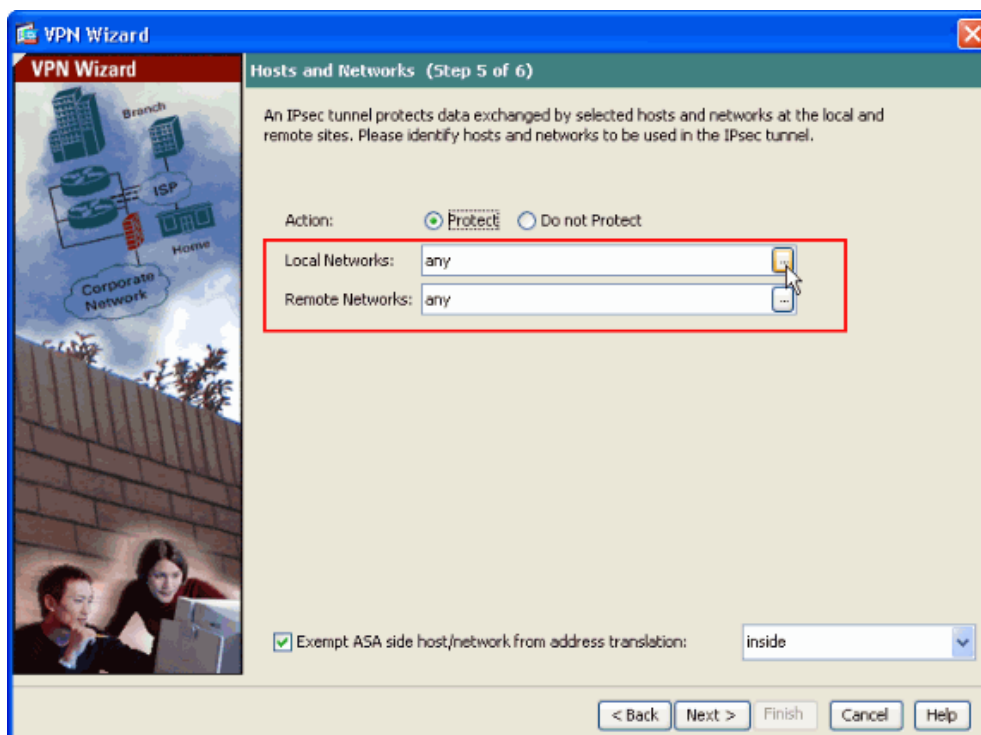 VPN Wizard
VPN Wizard
Branch
ISP
Home
Corporate
Network
Hosts and Networks (Step 5 of 6)
An IPsec tunnel protects data exchanged by selected hosts and networks at the local and
remote sites. Please identify hosts and networks to be used in the IPsec tunnel.
Action: Protect Do not Protect
Local Networks: any ...
Remote Networks: any ...
Exempt ASA side host/network from address translation: inside
< Back Next > Finish Cancel Help